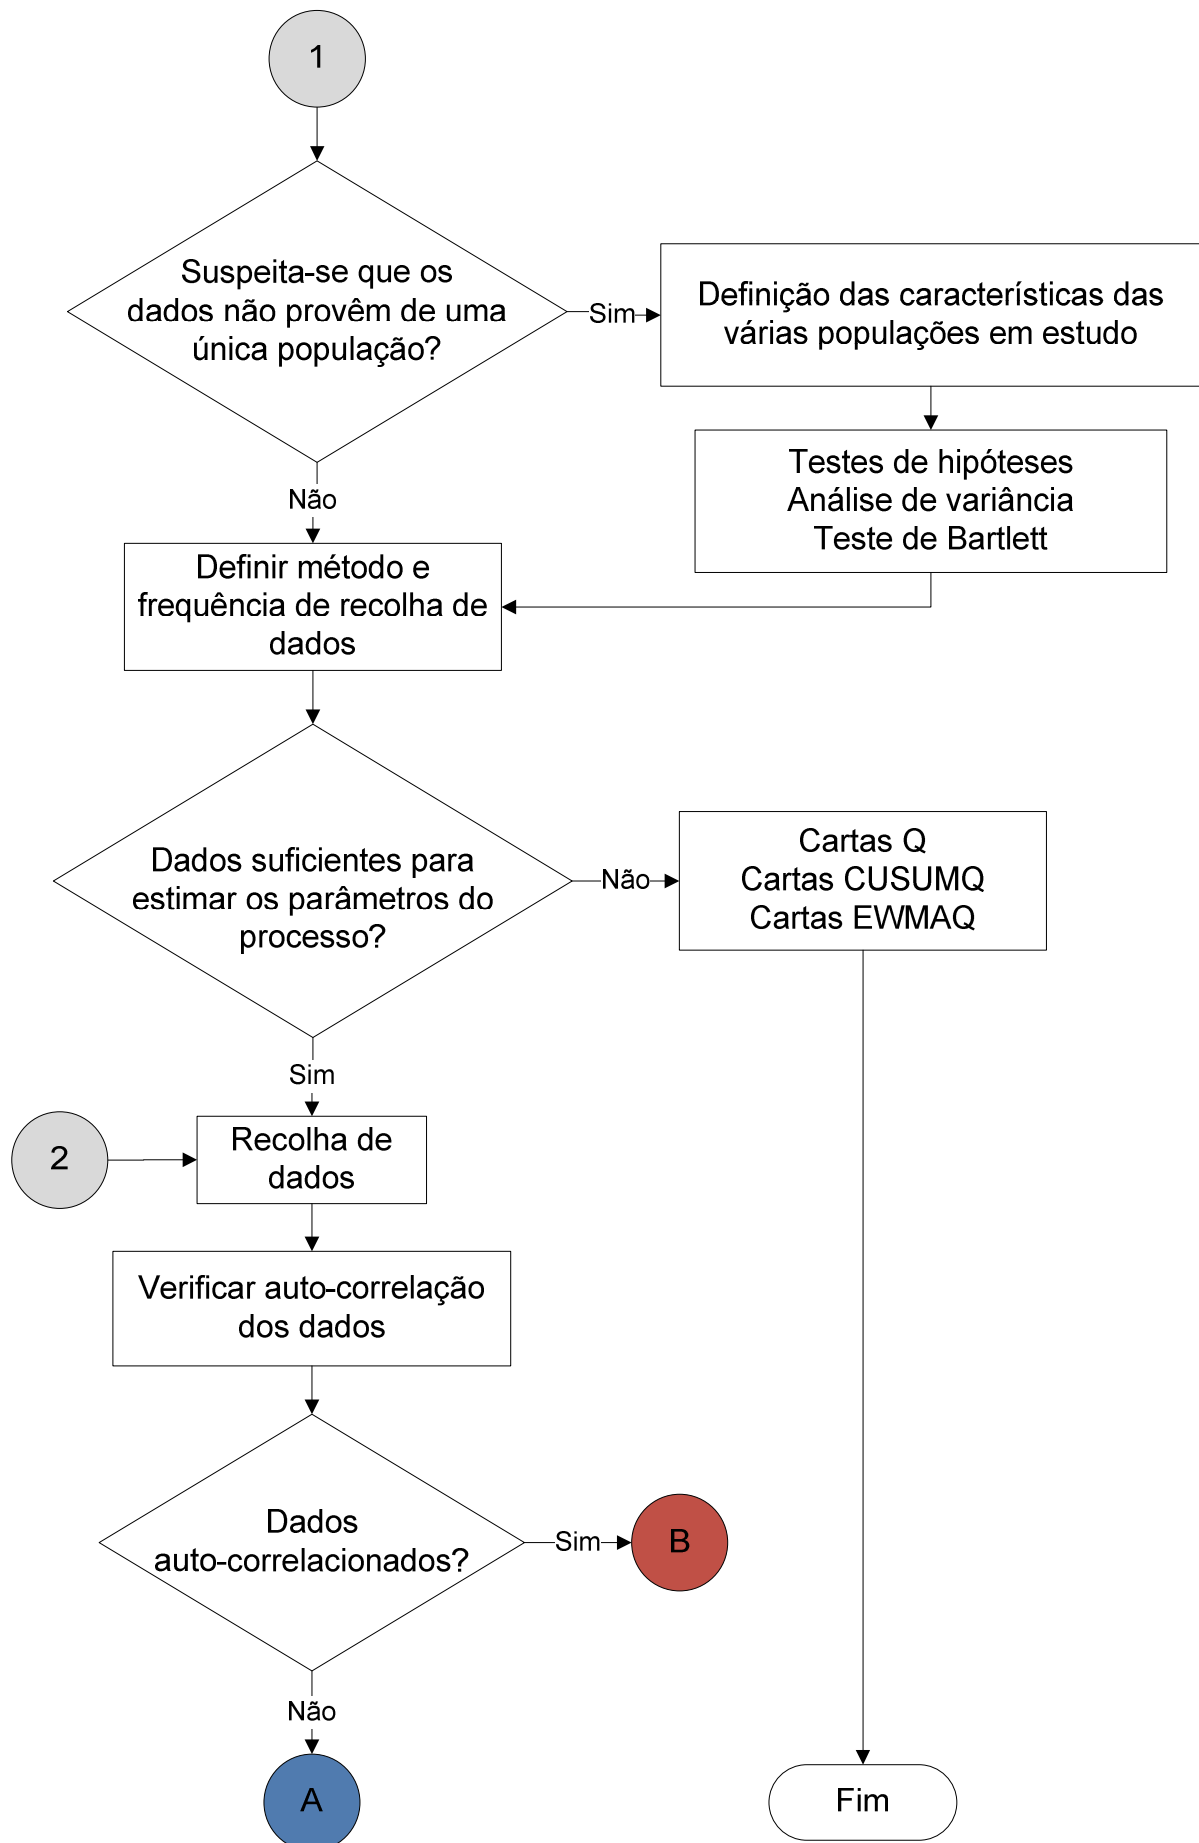 1
Suspeita-se que os
dados não provêm de uma
única população?
Sim
Definição das características das
várias populações em estudo
Testes de hipóteses
Análise de variância
Teste de Bartlett
Não
Definir método e
frequência de recolha de
dados
Dados suficientes para
estimar os parâmetros do
processo?
Não
Cartas Q
Cartas CUSUMQ
Cartas EWMAQ
Sim
2
Recolha de
dados
Verificar auto-correlação
dos dados
Dados
auto-correlacionados?
Sim
B
Não
A
Fim